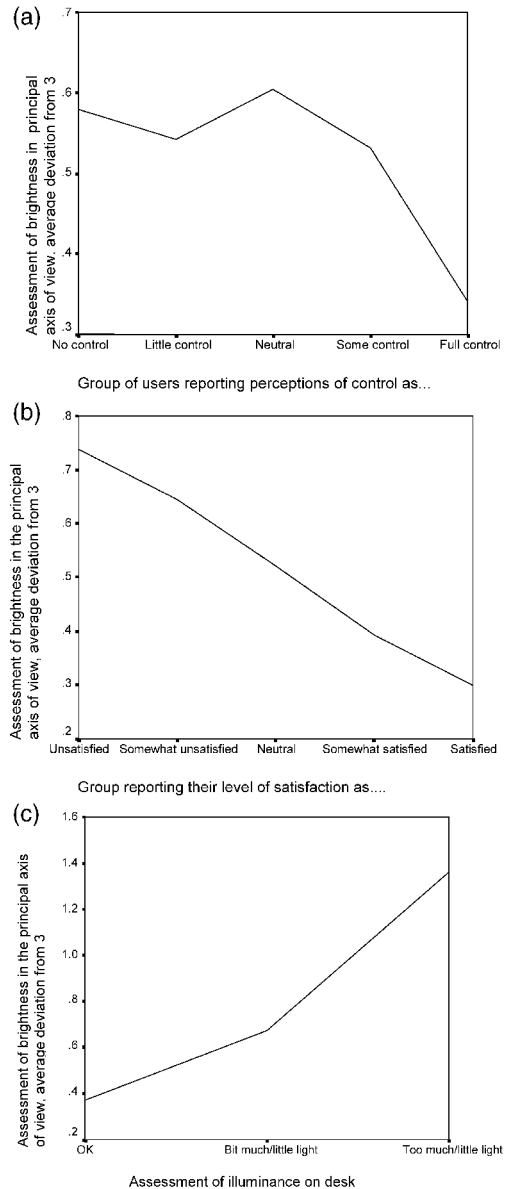 (a)
Assessment of brightness in principal
axis of view, average deviation from 3
.7
.6
.5
.4
.3
No control Little control Neutral Some control Full control
Group of users reporting perceptions of control as...
(b)
Assessment of brightness in the principal
axis of view, average deviation from 3
.8
.7
.6
.5
.4
.3
.2
Unsatisfied Somewhat unsatisfied Neutral Somewhat satisfied Satisfied
Group reporting their level of satisfaction as....
(c)
Assessment of brightness in the principal axis
of view, average deviation from 3
1.6
1.4
1.2
1.0
.8
.6
.4
.2
OK Bit much/little light Too much/little light
Assessment of illuminance on desk